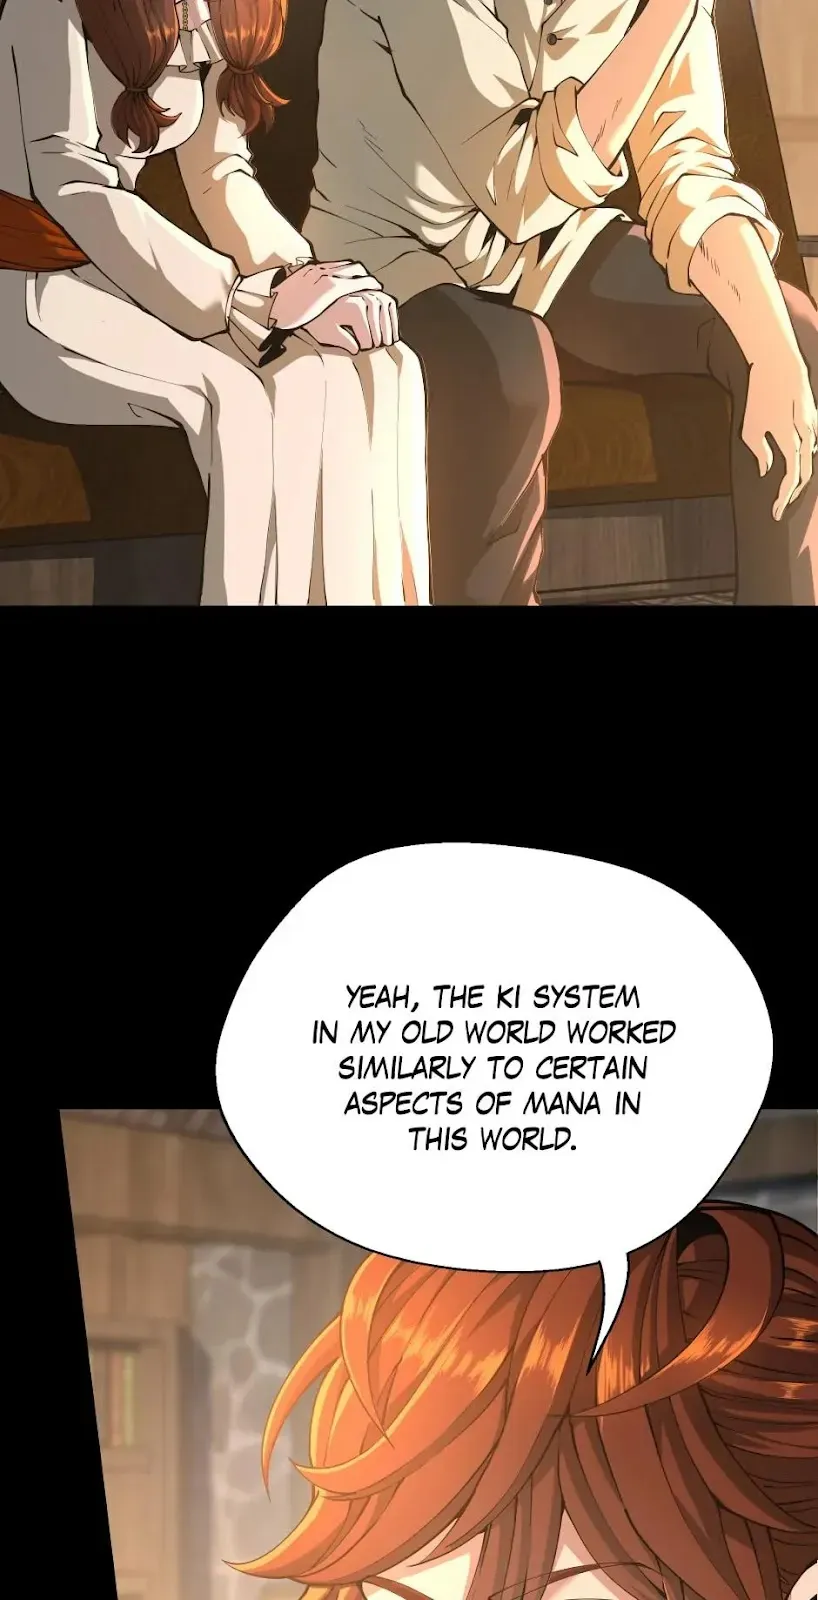 YEAH, THE KI SYSTEM
IN MY OLD WORLD WORKED
SIMILARLY TO CERTAIN
ASPECTS OF MANA IN
THIS WORLD.